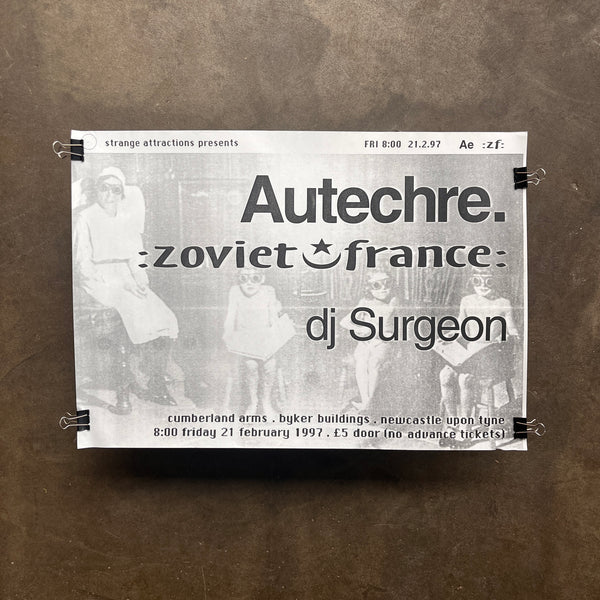 strange attractions presents FRI 8:00 21.2.97 Ae :zf:
Autechre.
:zoviet☪france:
dj Surgeon
cumberland arms . byker buildings . newcastle upon tyne
8:00 friday 21 february 1997 . £5 door (no advance tickets)